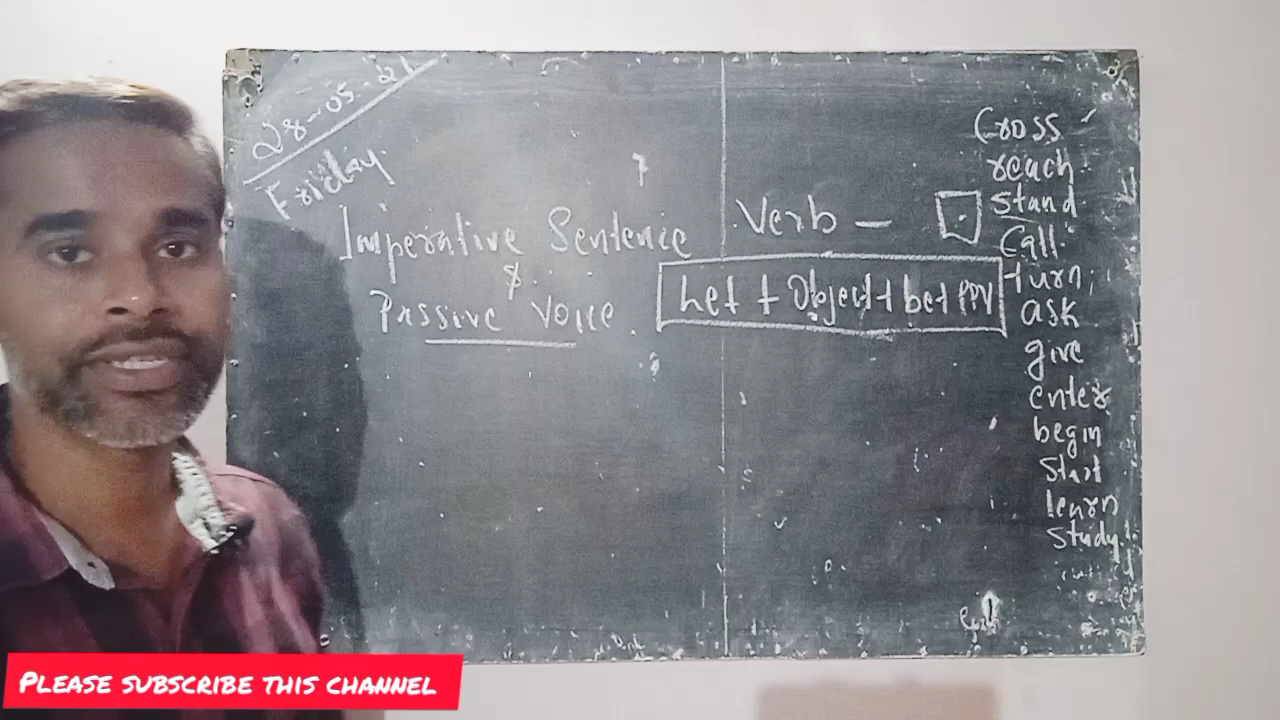 28-05-21
Friday
Imperative Sentence
&
Passive Voice.
Verb -
Let + Object + be + PPV
Cross
reach
stand
Call
turn
ask
give
enter
begin
start
learn
study
PLEASE SUBSCRIBE THIS CHANNEL